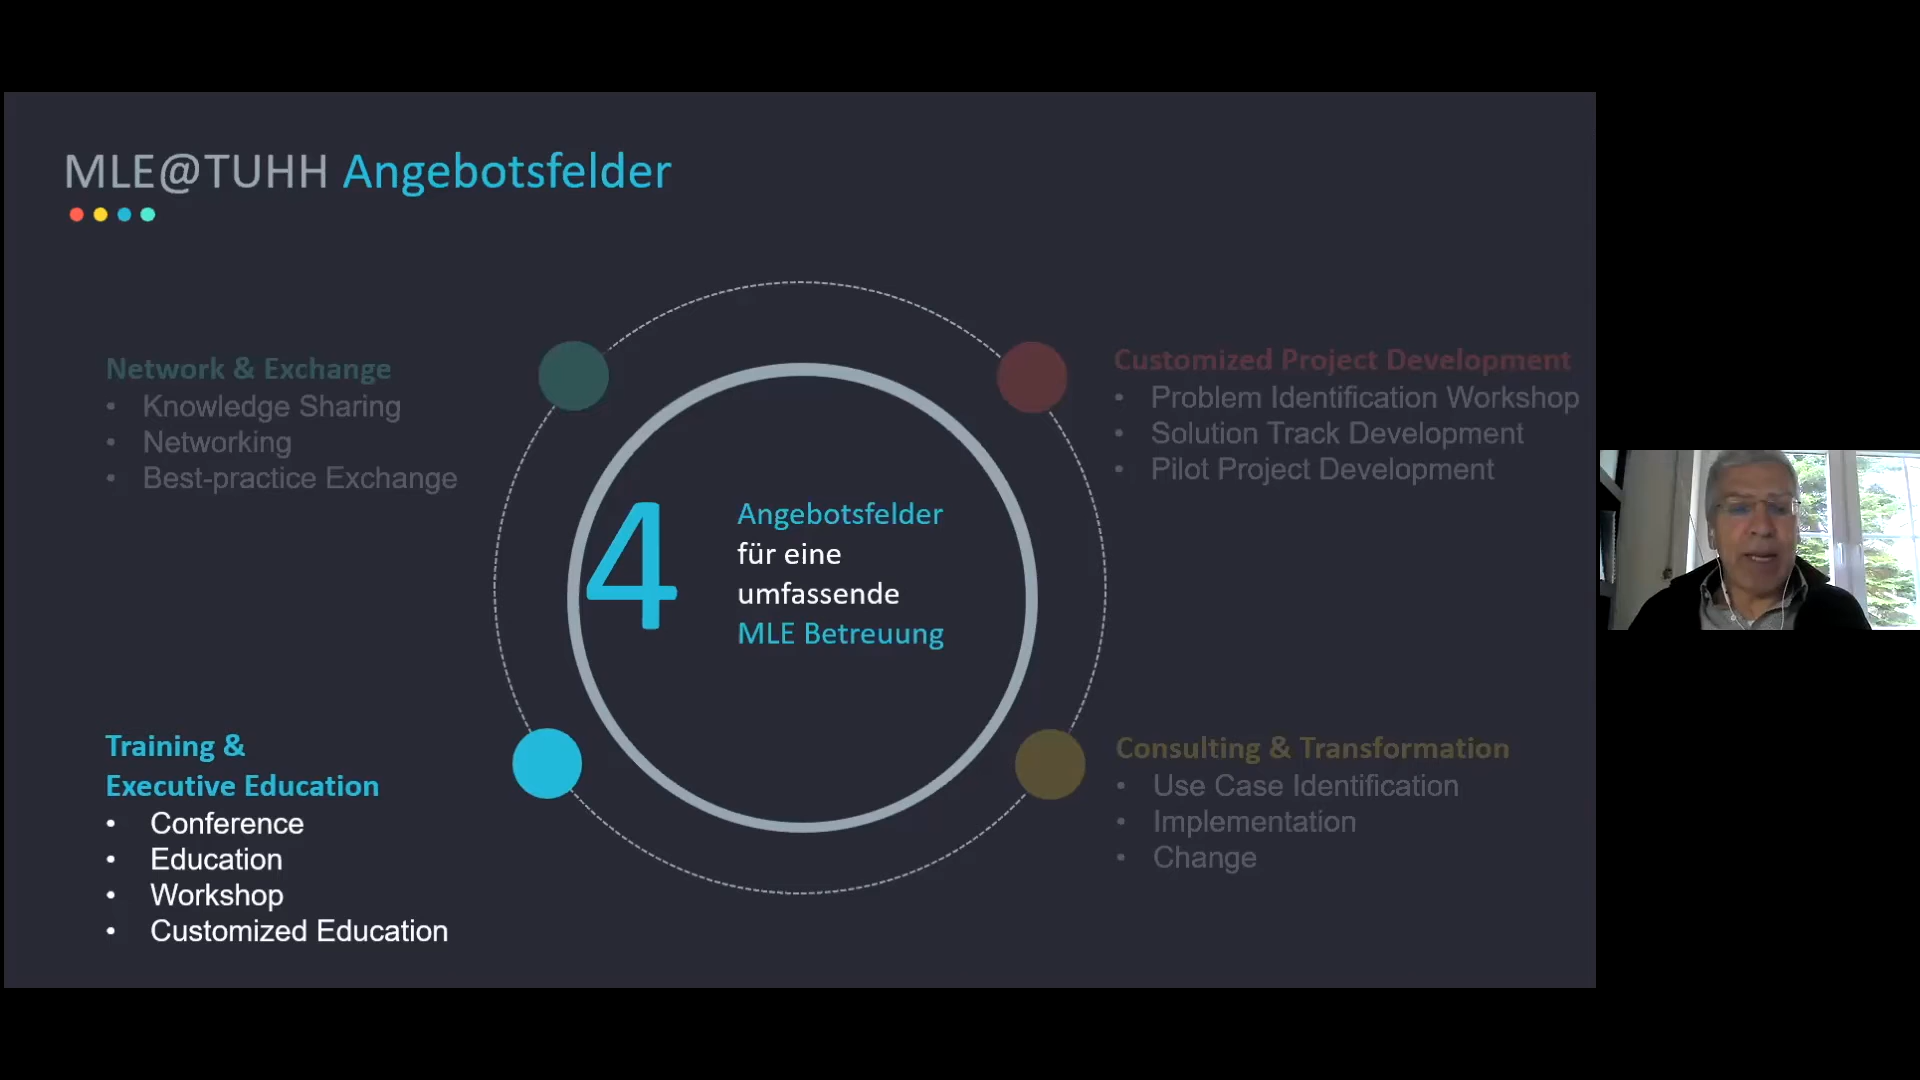 MLE@TUHH Angebotsfelder
Network & Exchange
• Knowledge Sharing
• Networking
• Best-practice Exchange
Customized Project Development
• Problem Identification Workshop
• Solution Track Development
• Pilot Project Development
4
Angebotsfelder
für eine
umfassende
MLE Betreuung
Training &
Executive Education
• Conference
• Education
• Workshop
• Customized Education
Consulting & Transformation
• Use Case Identification
• Implementation
• Change